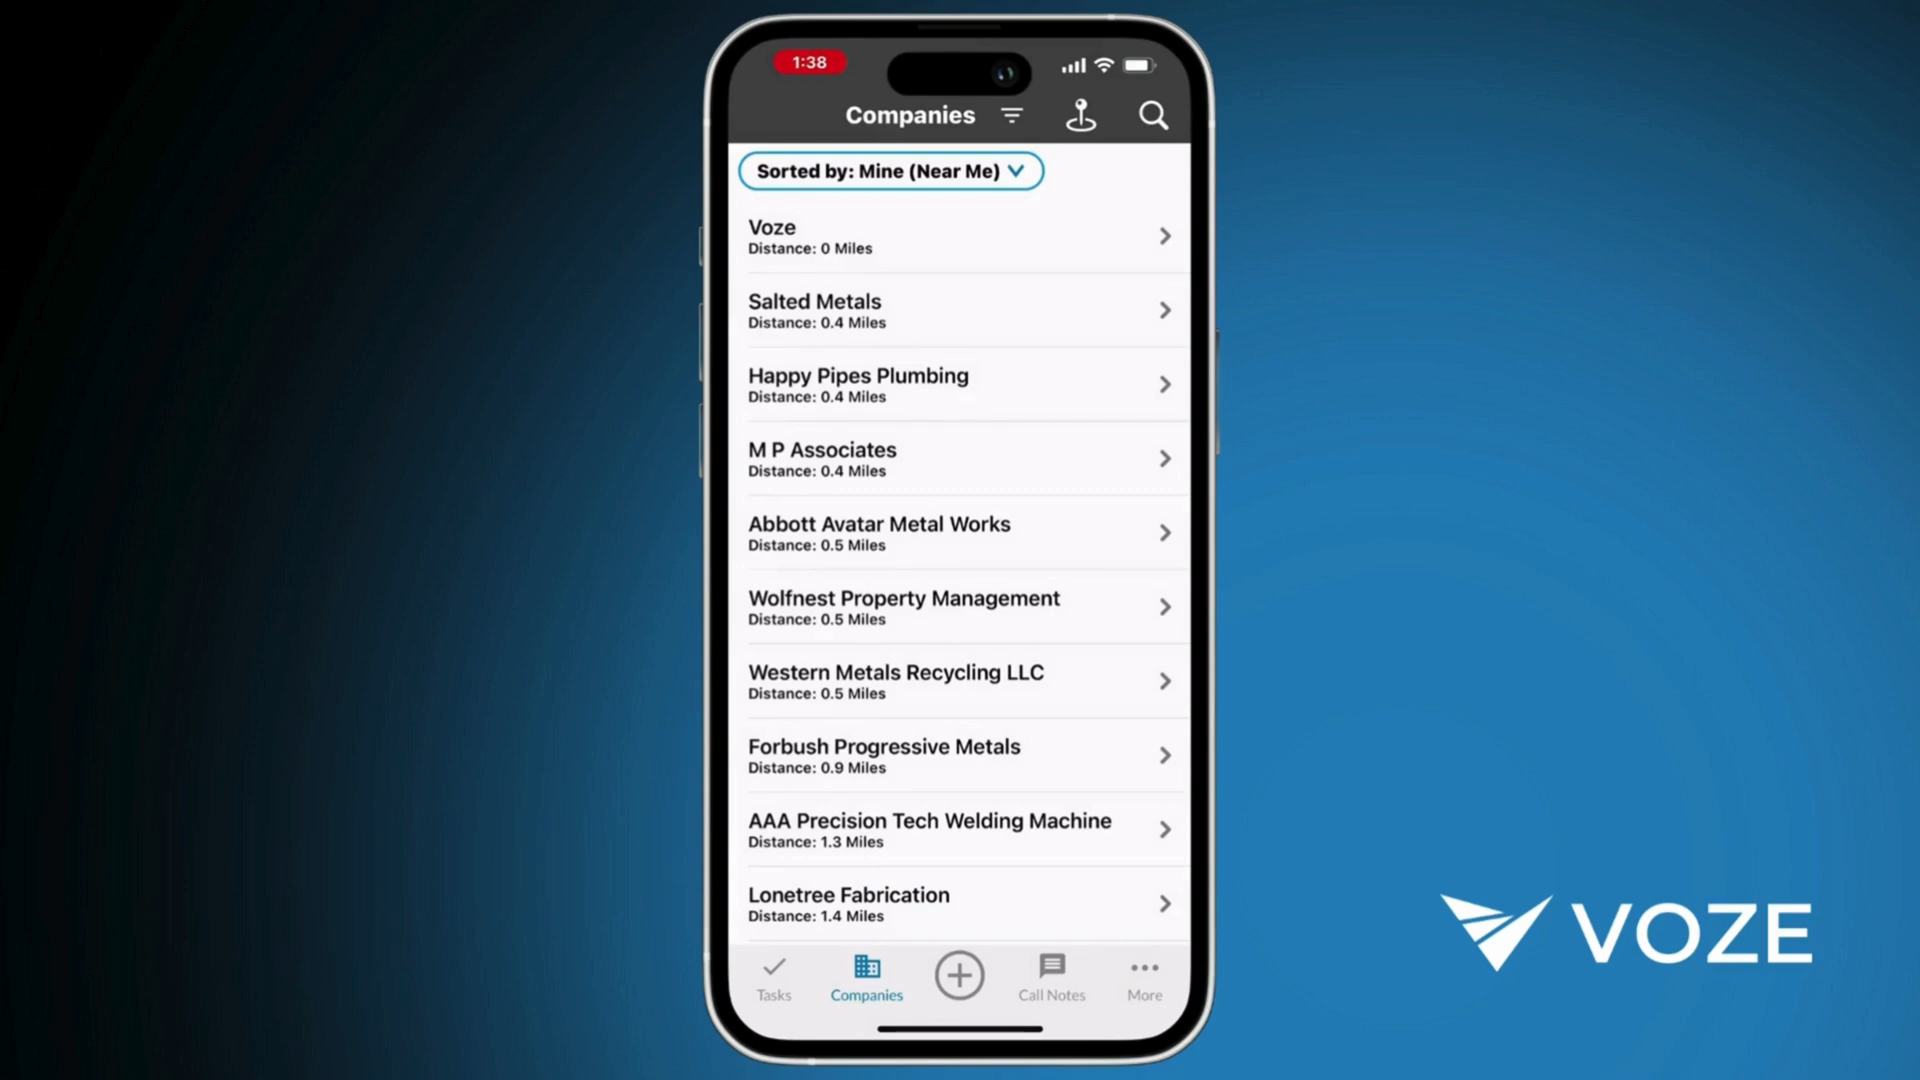 1:38
Companies
Sorted by: Mine (Near Me)
Voze
Distance: 0 Miles
Salted Metals
Distance: 0.4 Miles
Happy Pipes Plumbing
Distance: 0.4 Miles
M P Associates
Distance: 0.4 Miles
Abbott Avatar Metal Works
Distance: 0.5 Miles
Wolfnest Property Management
Distance: 0.5 Miles
Western Metals Recycling LLC
Distance: 0.5 Miles
Forbush Progressive Metals
Distance: 0.9 Miles
AAA Precision Tech Welding Machine
Distance: 1.3 Miles
Lonetree Fabrication
Distance: 1.4 Miles
Tasks
Companies
Call Notes
More
VOZE